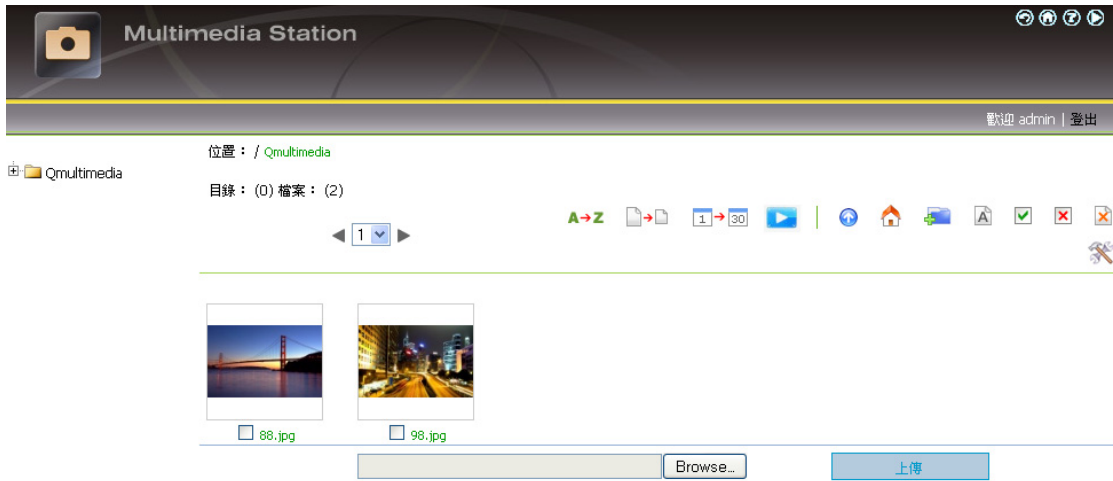 Multimedia Station
歡迎 admin | 登出
Qmultimedia
位置： / Qmultimedia
目錄： (0) 檔案： (2)
A→Z 1→30 A
1
88.jpg 98.jpg
Browse... 上傳